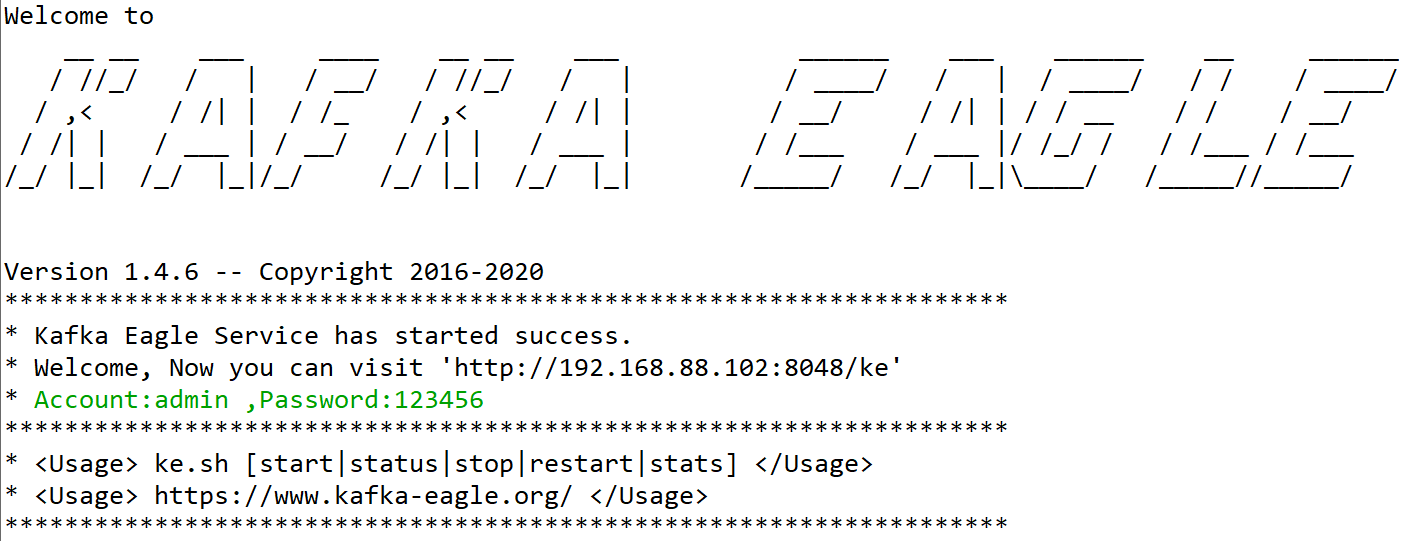 Welcome to
KAFKA EAGLE
Version 1.4.6 -- Copyright 2016-2020
*******************************************************************
* Kafka Eagle Service has started success.
* Welcome, Now you can visit 'http://192.168.88.102:8048/ke'
* Account:admin ,Password:123456
*******************************************************************
* <Usage> ke.sh [start|status|stop|restart|stats] </Usage>
* <Usage> https://www.kafka-eagle.org/ </Usage>
*******************************************************************